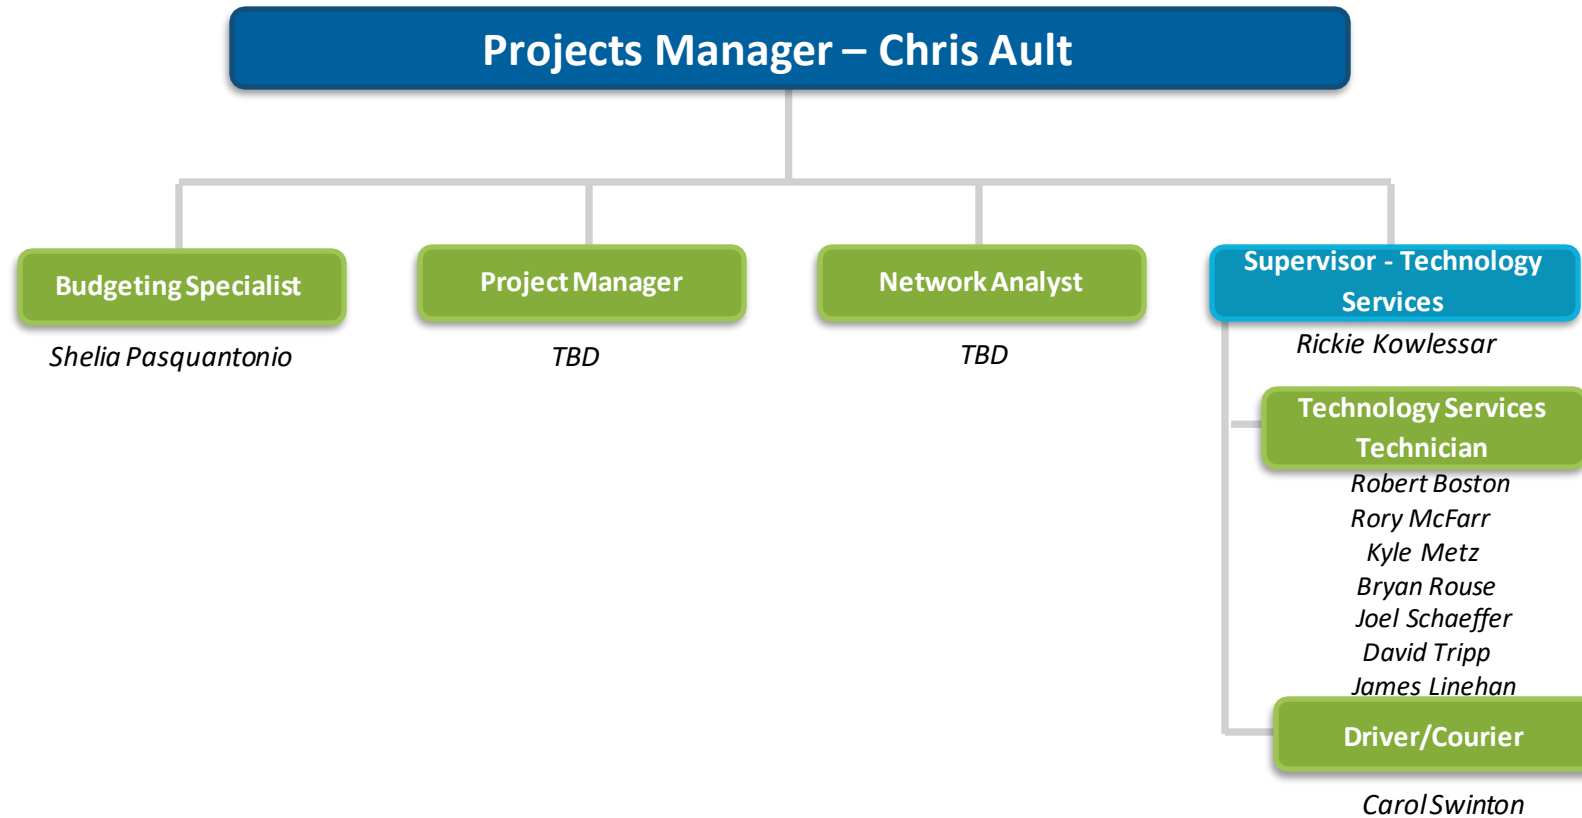 Projects Manager – Chris Ault
Budgeting Specialist
Shelia Pasquantonio
Project Manager
TBD
Network Analyst
TBD
Supervisor - Technology
Services
Rickie Kowlessar
Technology Services
Technician
Robert Boston
Rory McFarr
Kyle Metz
Bryan Rouse
Joel Schaeffer
David Tripp
James Linehan
Driver/Courier
Carol Swinton